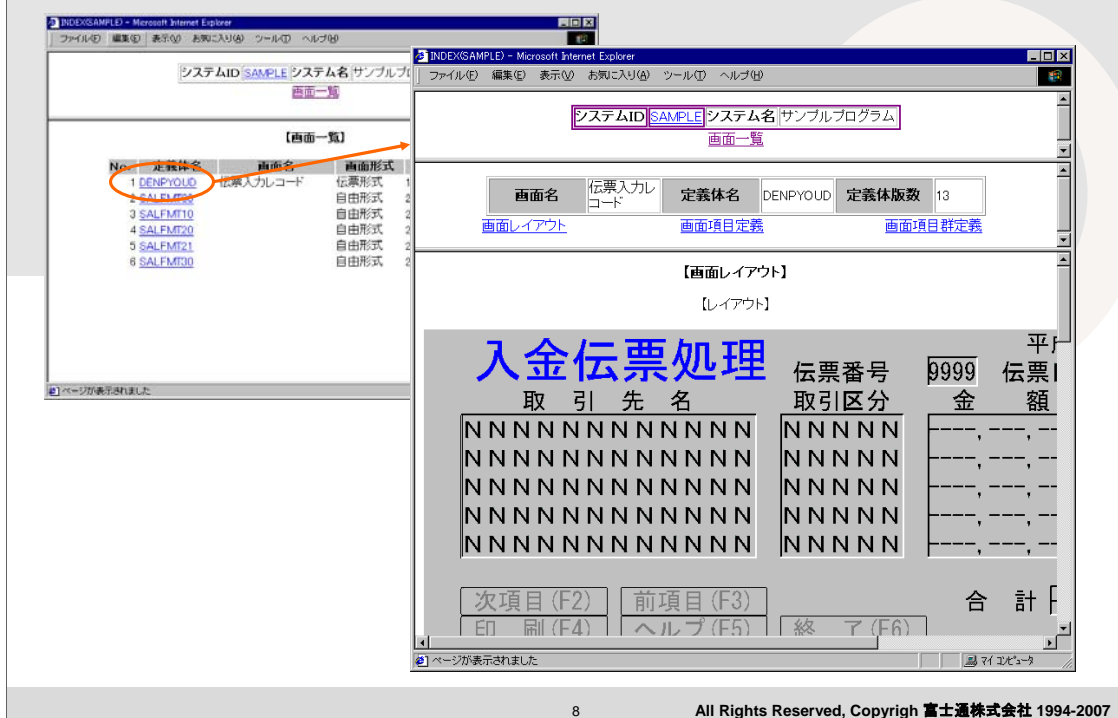 INDEX(SAMPLE) - Microsoft Internet Explorer
ファイル(F) 編集(E) 表示(V) お気に入り(A) ツール(T) ヘルプ(H)
システムID SAMPLE システム名 サンプルプロ
画面一覧
【画面一覧】
No. 定義体名 画面名 画面形式
1 DENPYOUD 伝票入力レコード 伝票形式 1
2 SALFMT00 自由形式 2
3 SALFMT10 自由形式 2
4 SALFMT20 自由形式 2
5 SALFMT21 自由形式 2
6 SALFMT30 自由形式 2
ページが表示されました
INDEX(SAMPLE) - Microsoft Internet Explorer
ファイル(F) 編集(E) 表示(V) お気に入り(A) ツール(T) ヘルプ(H)
システムID SAMPLE システム名 サンプルプログラム
画面一覧
画面名 伝票入力レコード 定義体名 DENPYOUD 定義体版数 13
画面レイアウト 画面項目定義 画面項目群定義
【画面レイアウト】
【レイアウト】
平
入金伝票処理 伝票番号 9999 伝票
取 引 先 名 取引区分 金 額
NNNNNNNNNNNN NNNNN ----,---,--
NNNNNNNNNNNN NNNNN ----,---,--
NNNNNNNNNNNN NNNNN ----,---,--
NNNNNNNNNNNN NNNNN ----,---,--
NNNNNNNNNNNN NNNNN ----,---,--
次項目(F2) 前項目(F3) 合 計
印 刷(F4) ヘルプ(F5) 終 了(F6)
ページが表示されました マイ コンピュータ
8 All Rights Reserved, Copyrigh 富士通株式会社 1994-2007